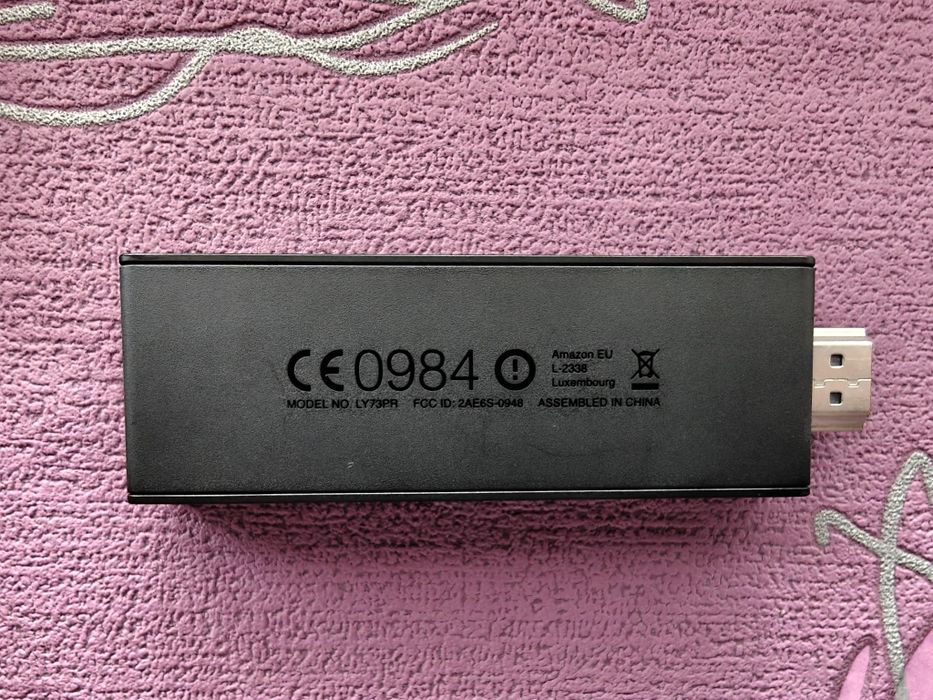 CE0984
Amazon EU
L-2338
Luxembourg
MODEL NO. LY73PR FCC ID: 2AE6S-0948 ASSEMBLED IN CHINA